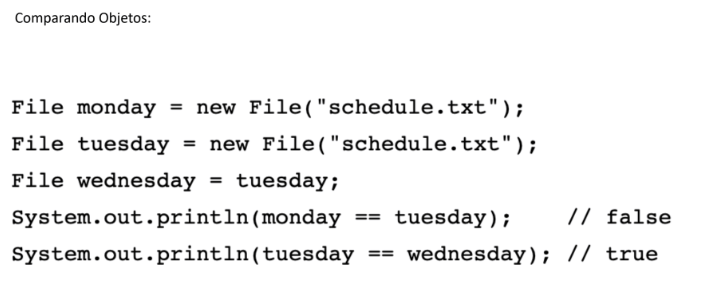 Comparando Objetos:
File monday = new File("schedule.txt");
File tuesday = new File("schedule.txt");
File wednesday = tuesday;
System.out.println(monday == tuesday); // false
System.out.println(tuesday == wednesday); // true